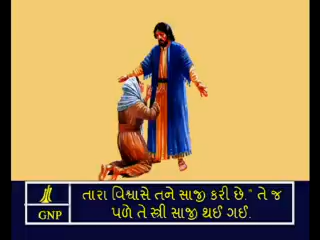 તારા વિશ્વાસે તને સાજી કરી છે." તે જ
પળે તે સ્ત્રી સાજી થઈ ગઈ.
GNP